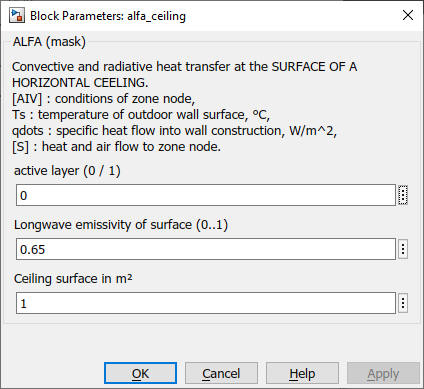 Block Parameters: alfa_ceiling
ALFA (mask)
Convective and radiative heat transfer at the SURFACE OF A
HORIZONTAL CEELING.
[AIV] : conditions of zone node,
Ts : temperature of outdoor wall surface, ºC,
qdots : specific heat flow into wall construction, W/m^2,
[S] : heat and air flow to zone node.
active layer (0 / 1)
0
Longwave emissivity of surface (0..1)
0.65
Ceiling surface in m²
1
OK Cancel Help Apply